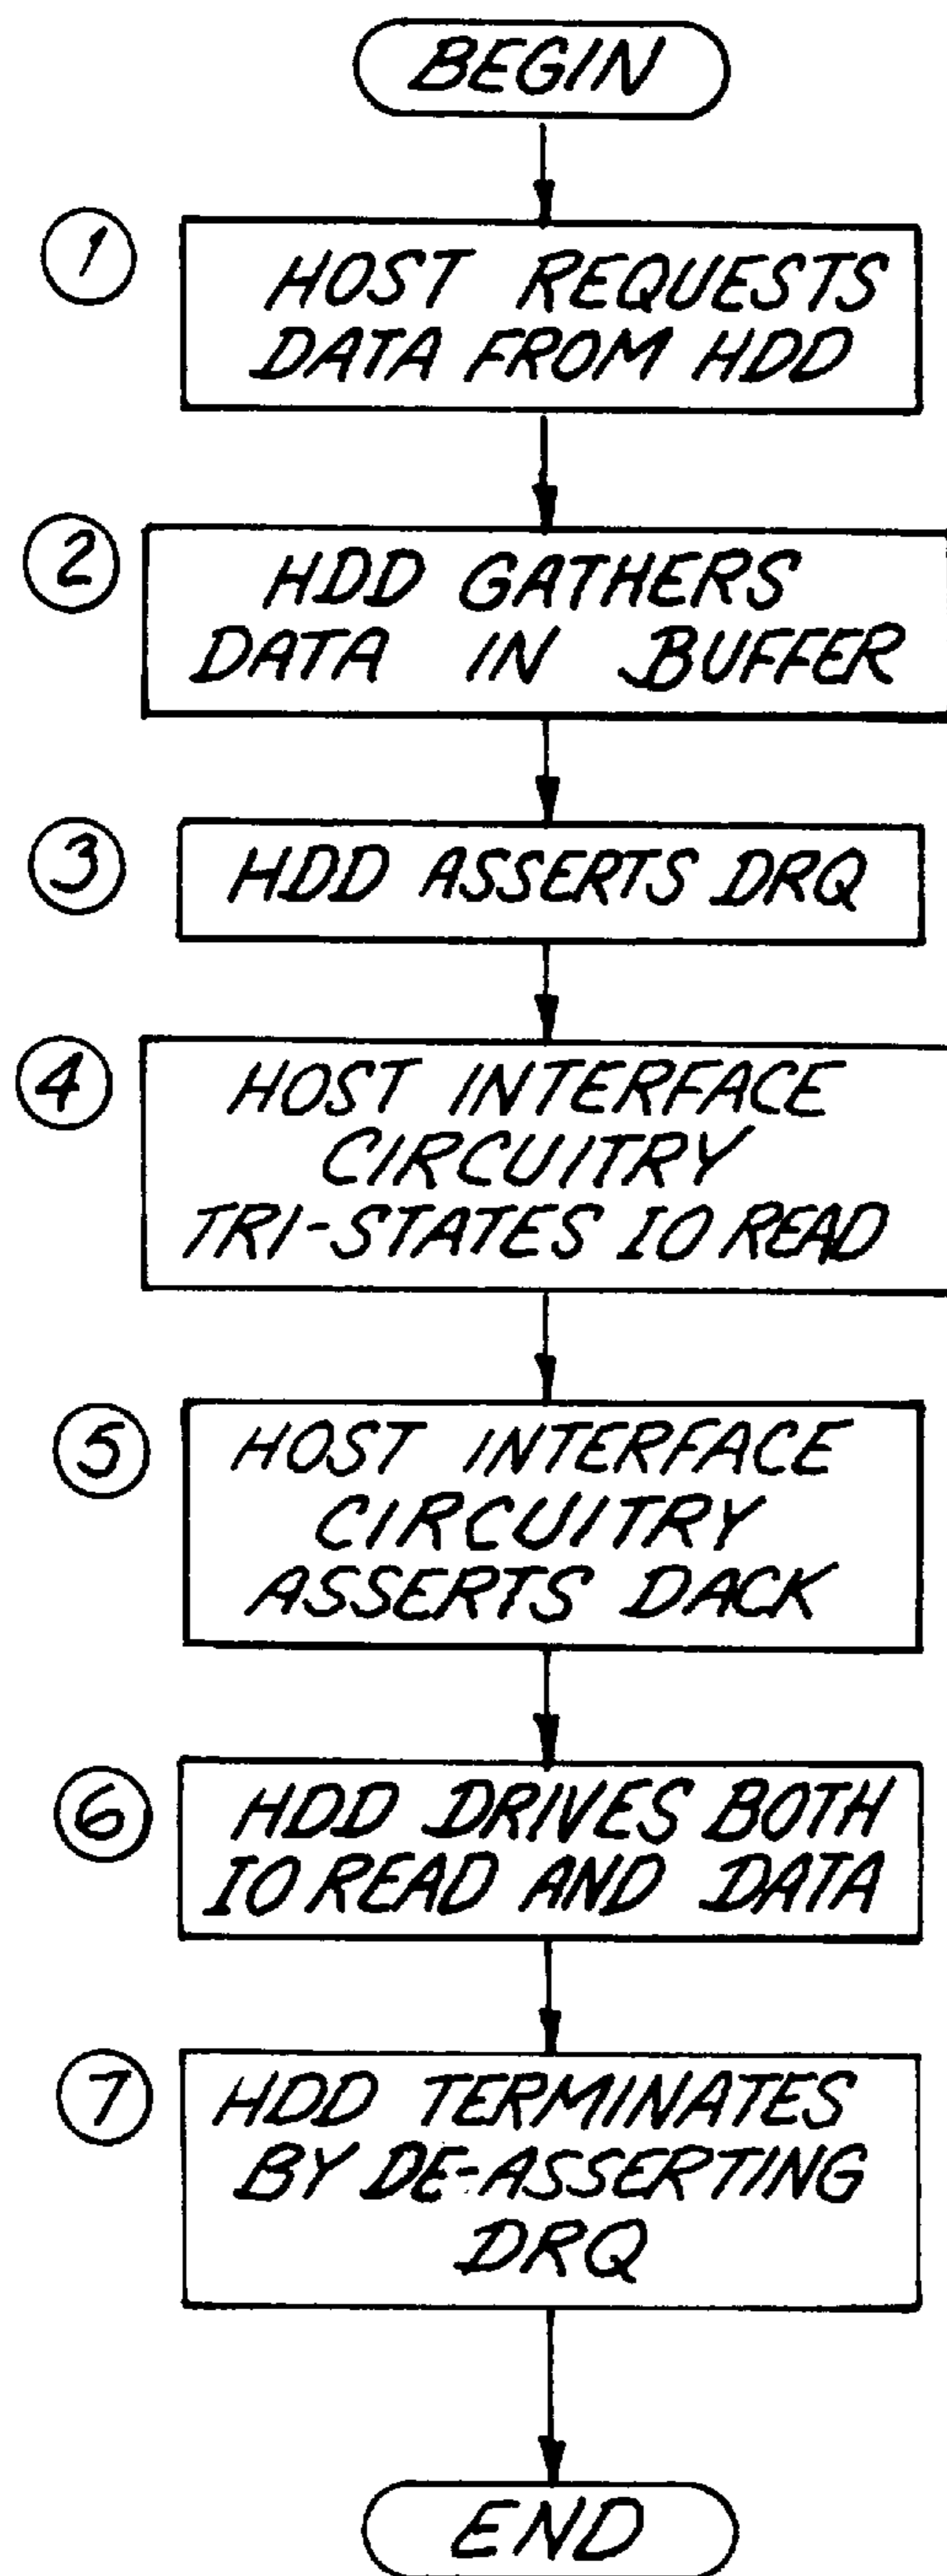 BEGIN
1
HOST REQUESTS
DATA FROM HDD
2
HDD GATHERS
DATA IN BUFFER
3
HDD ASSERTS DRQ
4
HOST INTERFACE
CIRCUITRY
TRI-STATES IO READ
5
HOST INTERFACE
CIRCUITRY
ASSERTS DACK
6
HDD DRIVES BOTH
IO READ AND DATA
7
HDD TERMINATES
BY DE-ASSERTING
DRQ
END